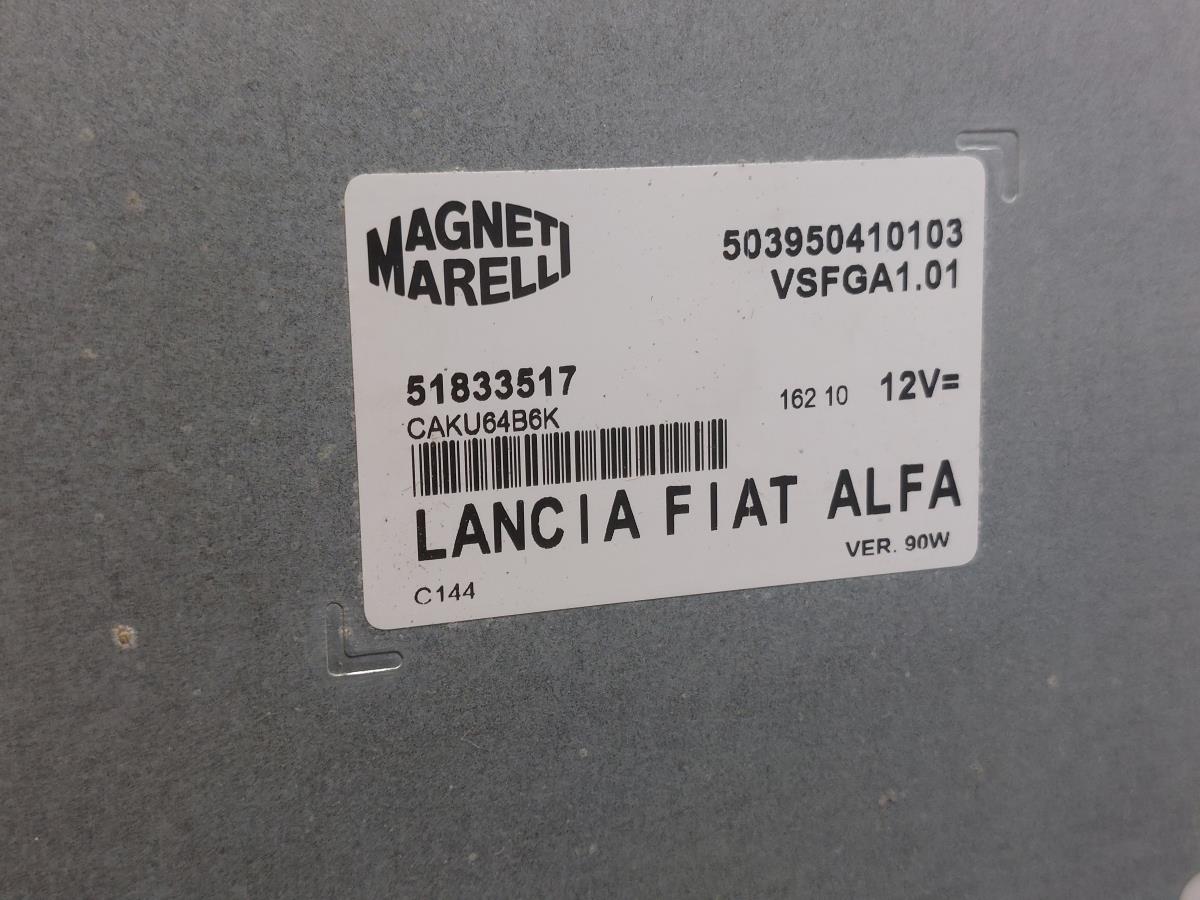 MAGNETI
MARELLI
503950410103
VSFGA1.01
51833517
CAKU64B6K
162 10 12V=
LANCIA FIAT ALFA
VER. 90W
C144